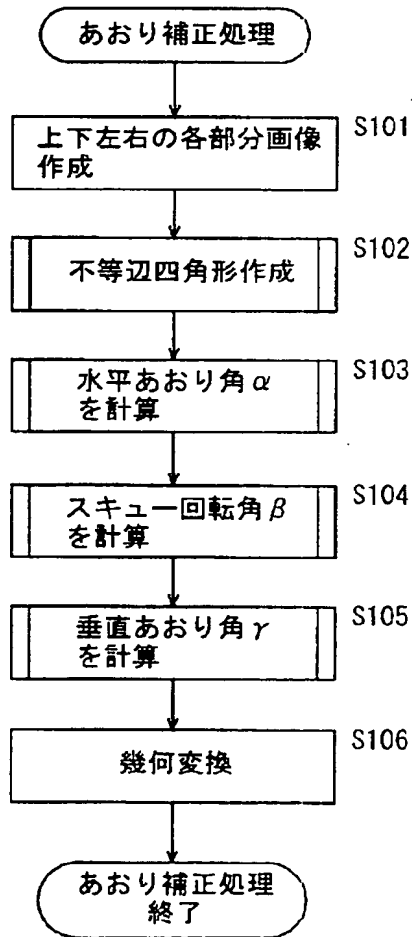 あおり補正処理
S101
上下左右の各部分画像
作成
S102
不等辺四角形作成
S103
水平あおり角α
を計算
S104
スキュー回転角β
を計算
S105
垂直あおり角γ
を計算
S106
幾何変換
あおり補正処理
終了